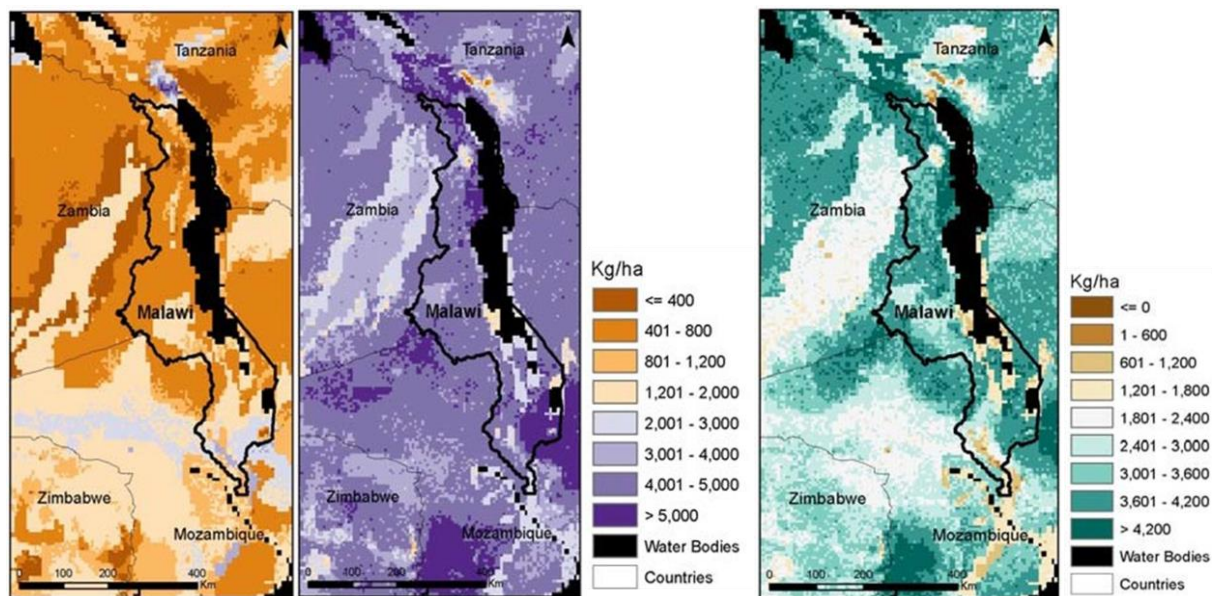 Tanzania
Zambia
Malawi
Zimbabwe
Mozambique
0 100 200 400
Km
Tanzania
Zambia
Malawi
Zimbabwe
Mozambique
0 100 200 400
Km
Kg/ha
<= 400
401 - 800
801 - 1,200
1,201 - 2,000
2,001 - 3,000
3,001 - 4,000
4,001 - 5,000
> 5,000
Water Bodies
Countries
Tanzania
Zambia
Malawi
Zimbabwe
Mozambique
0 100 200 400
Km
Kg/ha
<= 0
1 - 600
601 - 1,200
1,201 - 1,800
1,801 - 2,400
2,401 - 3,000
3,001 - 3,600
3,601 - 4,200
> 4,200
Water Bodies
Countries